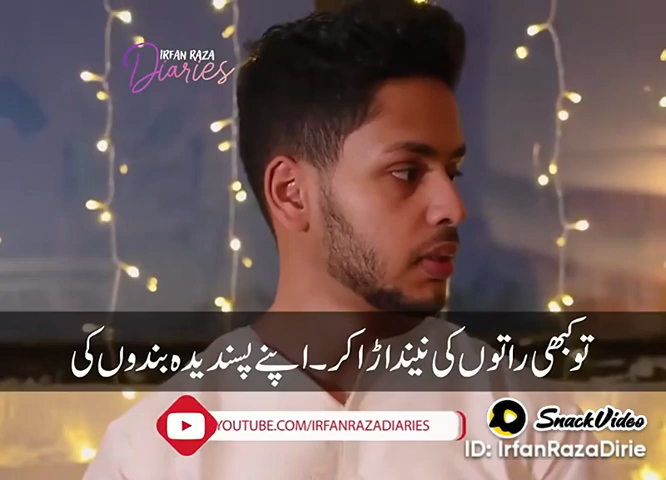 IRFAN RAZA
Diaries
تو کبھی راتوں کی نیند اڑا کر۔ اپنے پسندیدہ بندوں کی
YOUTUBE.COM/IRFANRAZADIARIES
SnackVideo
ID: IrfanRazaDirie